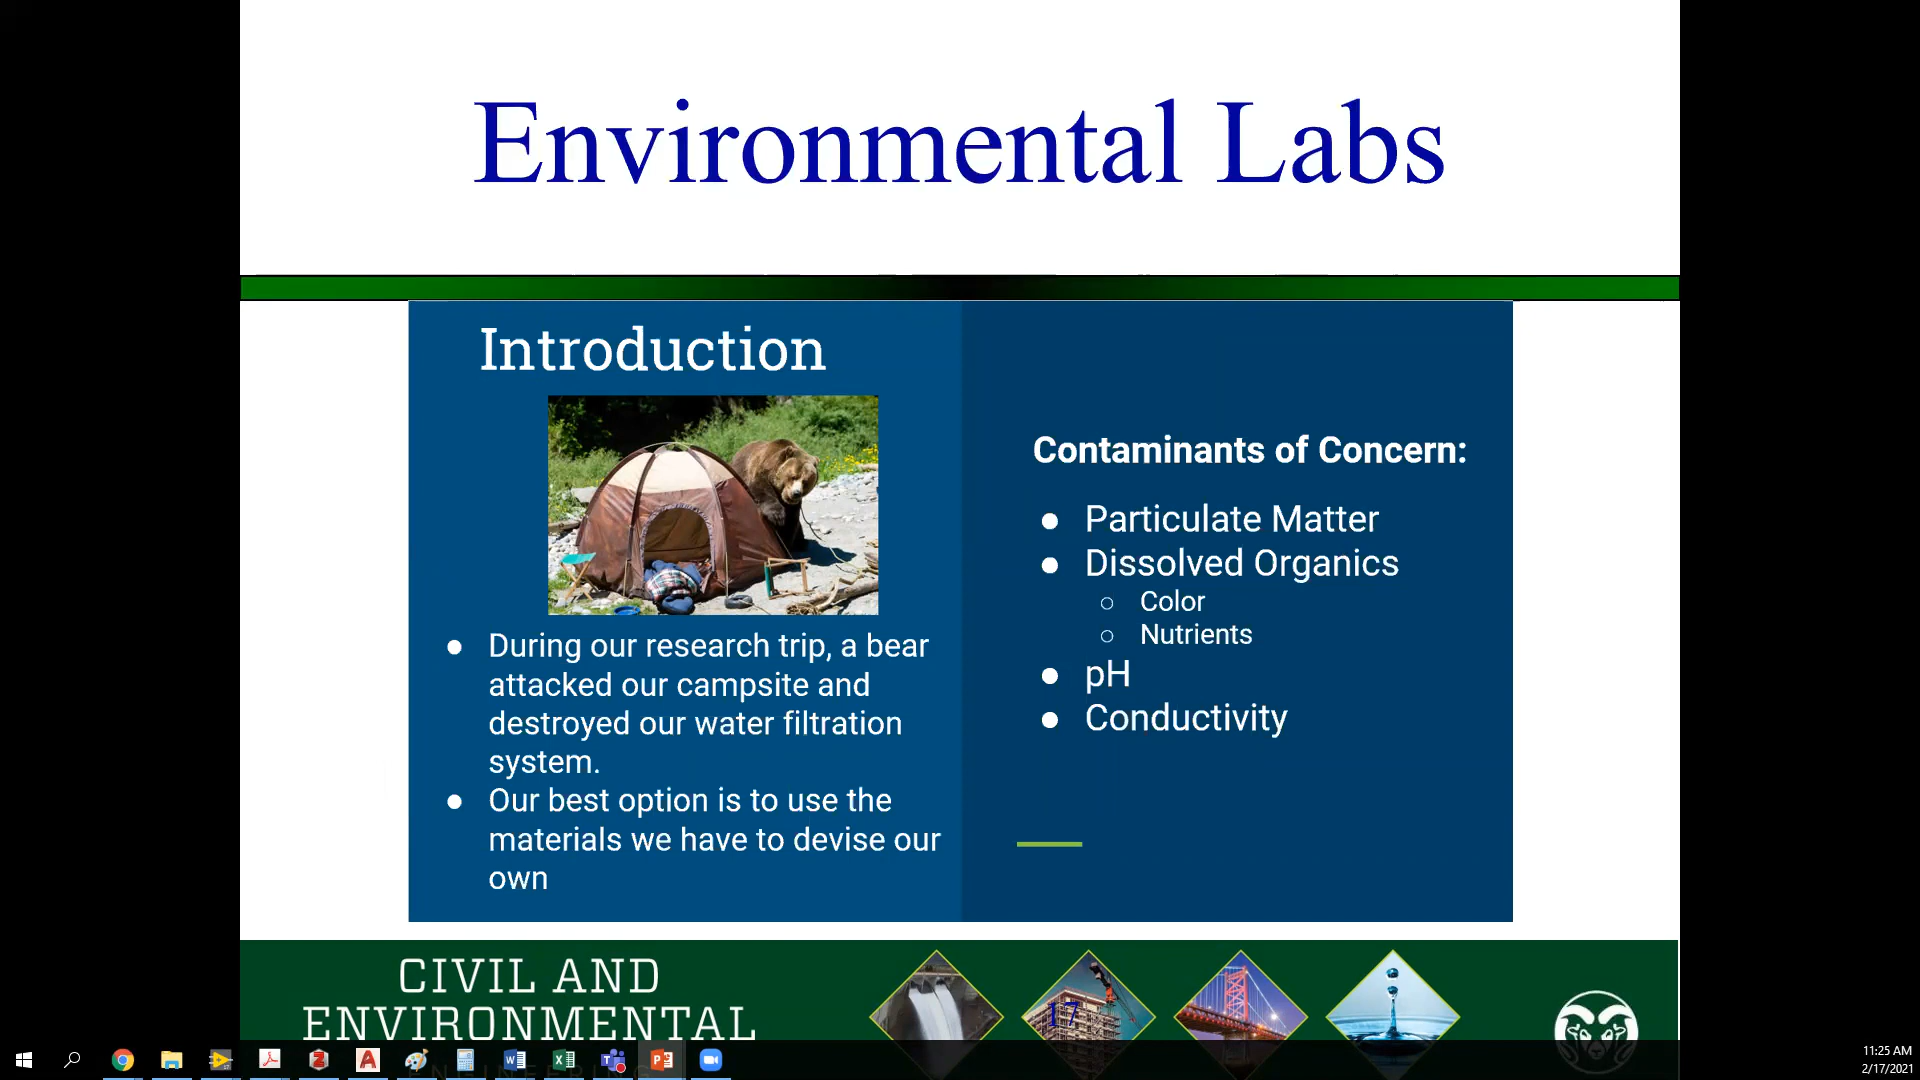 Environmental Labs
Introduction
● During our research trip, a bear
attacked our campsite and
destroyed our water filtration
system.
● Our best option is to use the
materials we have to devise our
own
Contaminants of Concern:
● Particulate Matter
● Dissolved Organics
○ Color
○ Nutrients
● pH
● Conductivity
CIVIL AND
ENVIRONMENTAL
ENGINEERING
17
11:25 AM
2/17/2021